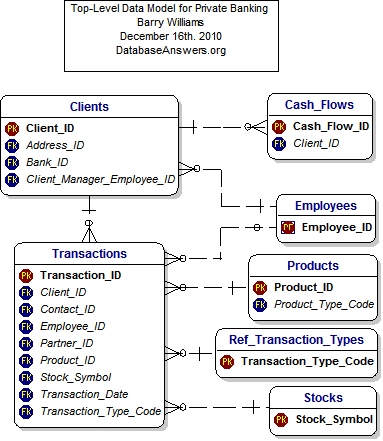 Top-Level Data Model for Private Banking
Barry Williams
December 16th. 2010
DatabaseAnswers.org
Clients
PK Client_ID
FK Address_ID
FK Bank_ID
FK Client_Manager_Employee_ID
Cash_Flows
PK Cash_Flow_ID
FK Client_ID
Employees
PF Employee_ID
Transactions
PK Transaction_ID
FK Client_ID
FK Contact_ID
FK Employee_ID
FK Partner_ID
FK Product_ID
FK Stock_Symbol
FK Transaction_Date
FK Transaction_Type_Code
Products
PK Product_ID
FK Product_Type_Code
Ref_Transaction_Types
PK Transaction_Type_Code
Stocks
PK Stock_Symbol